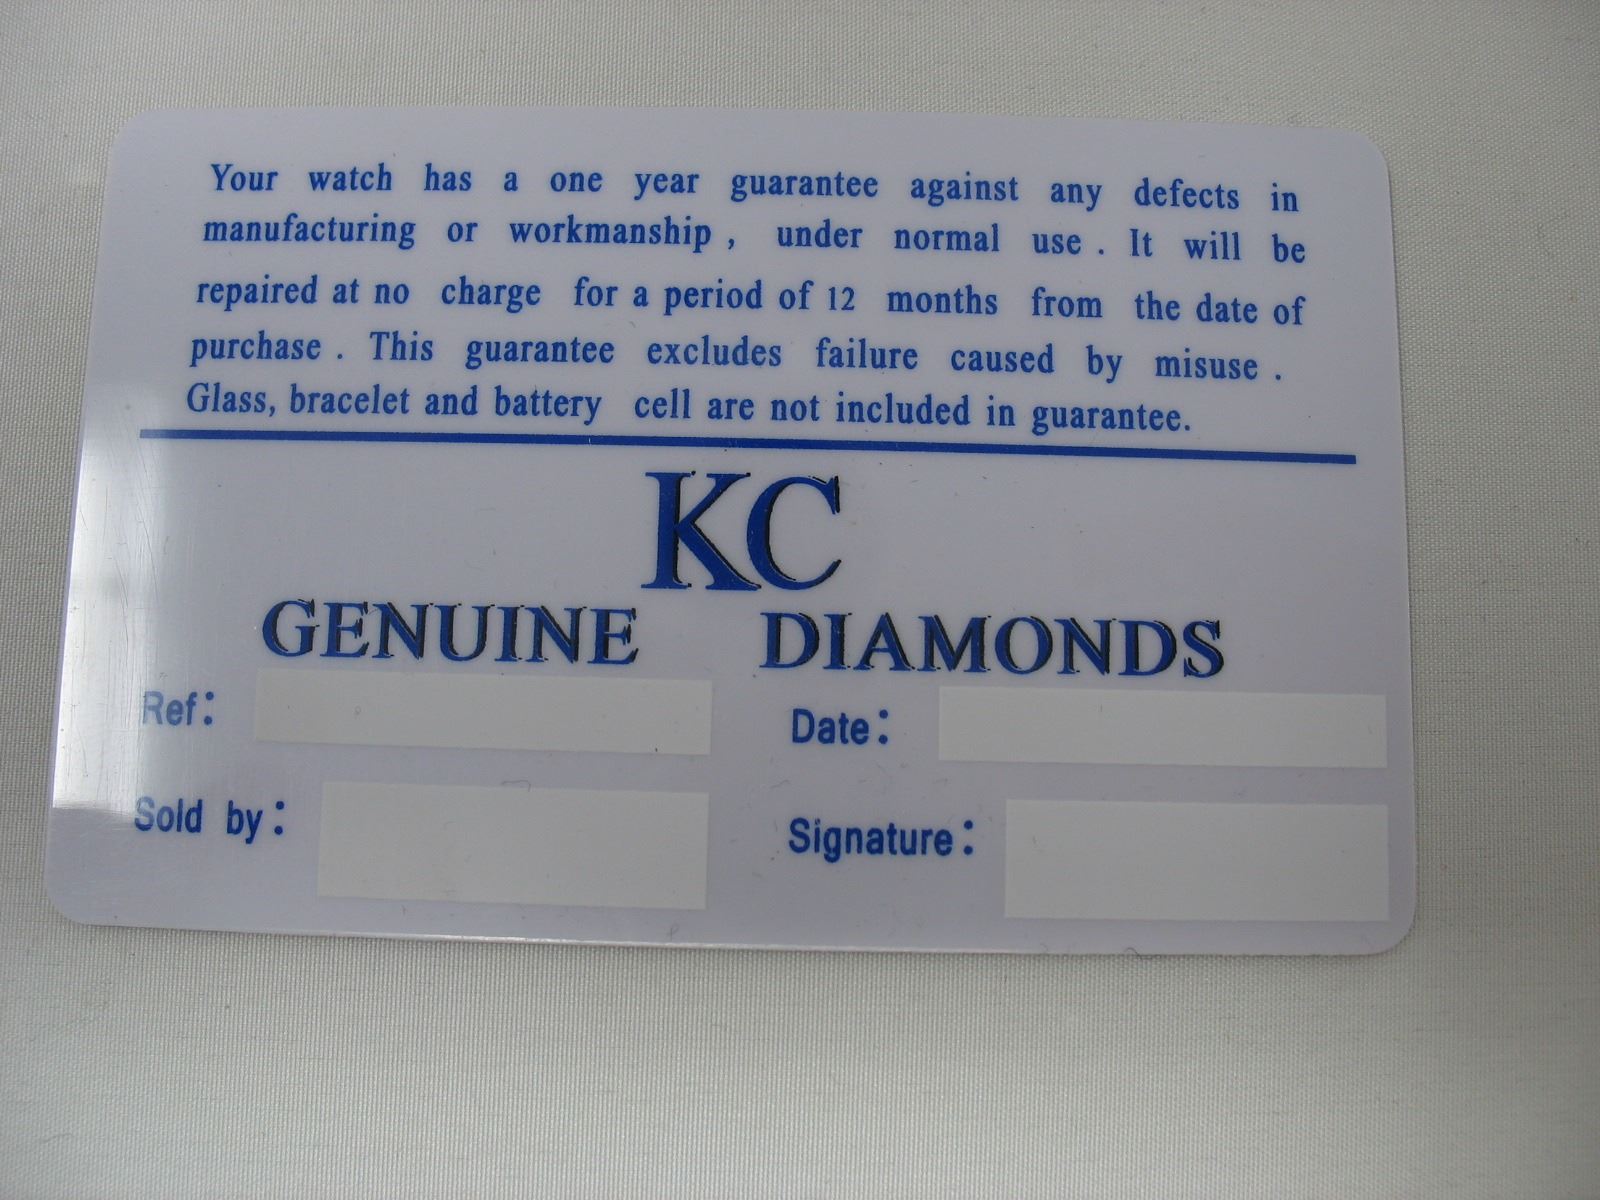 Your watch has a one year guarantee against any defects in
manufacturing or workmanship , under normal use . It will be
repaired at no charge for a period of 12 months from the date of
purchase . This guarantee excludes failure caused by misuse .
Glass, bracelet and battery cell are not included in guarantee.
KC
GENUINE DIAMONDS
Ref: Date:
Sold by: Signature: